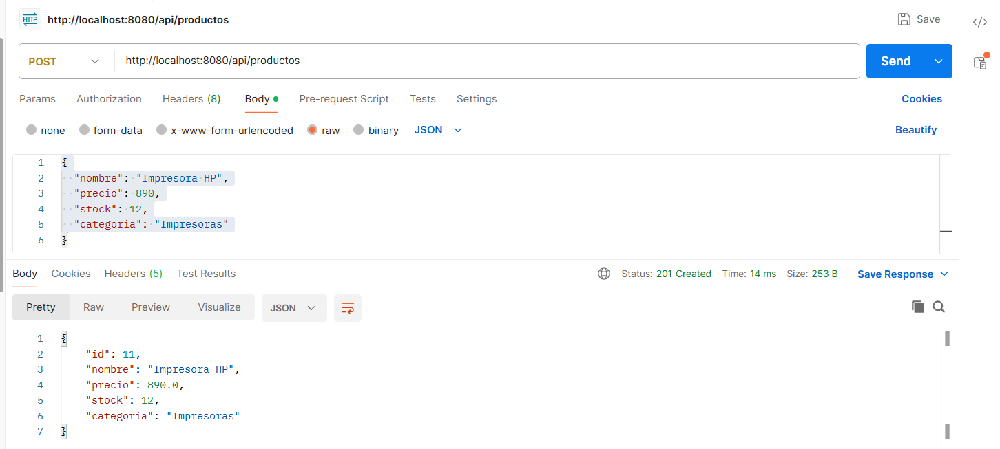 HTTP http://localhost:8080/api/productos Save
POST http://localhost:8080/api/productos Send
Params Authorization Headers (8) Body Pre-request Script Tests Settings Cookies
none form-data x-www-form-urlencoded raw binary JSON Beautify
1 {
2 "nombre": "Impresora HP",
3 "precio": 890,
4 "stock": 12,
5 "categoria": "Impresoras"
6 }
Body Cookies Headers (5) Test Results Status: 201 Created Time: 14 ms Size: 253 B Save Response
Pretty Raw Preview Visualize JSON
1 {
2 "id": 11,
3 "nombre": "Impresora HP",
4 "precio": 890.0,
5 "stock": 12,
6 "categoria": "Impresoras"
7 }